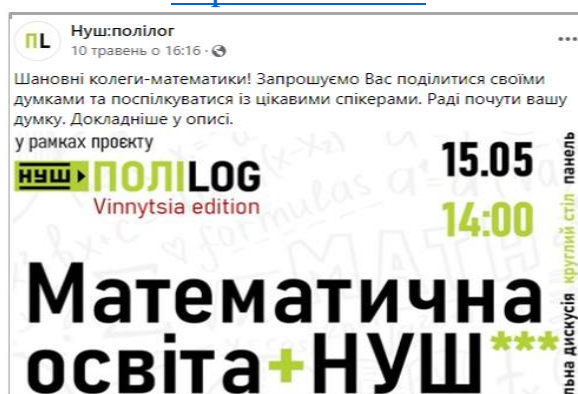 ПL
Нуш:полілог
10 травень о 16:16 ·
Шановні колеги-математики! Запрошуємо Вас поділитися своїми
думками та поспілкуватися із цікавими спікерами. Раді почути вашу
думку. Докладніше у описі.
у рамках проєкту
НУШ ПОЛІLOG
Vinnytsia edition
15.05
14:00
Математична
освіта+НУШ***
льна дискусія круглий стіл панель